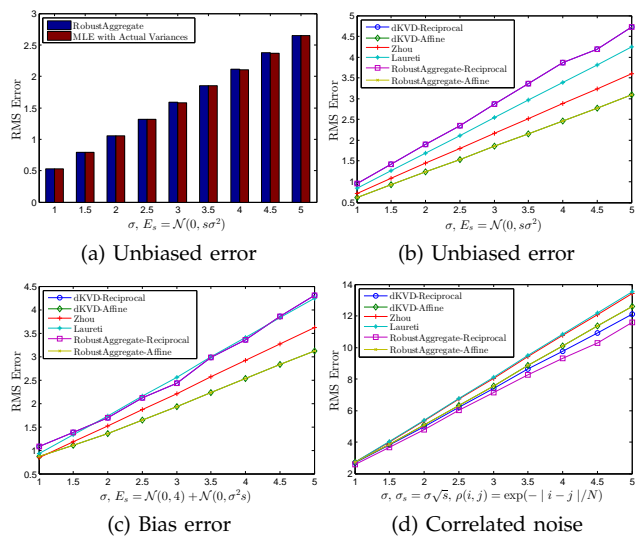 RobustAggregate
MLE with Actual Variances
RMS Error
3
2.5
2
1.5
1
0.5
0
1 1.5 2 2.5 3 3.5 4 4.5 5
σ, E_s = N(0, sσ²)
(a) Unbiased error
dKVD-Reciprocal
dKVD-Affine
Zhou
Laureti
RobustAggregate-Reciprocal
RobustAggregate-Affine
RMS Error
5
4.5
4
3.5
3
2.5
2
1.5
1
0.5
1 1.5 2 2.5 3 3.5 4 4.5 5
σ, E_s = N(0, sσ²)
(b) Unbiased error
dKVD-Reciprocal
dKVD-Affine
Zhou
Laureti
RobustAggregate-Reciprocal
RobustAggregate-Affine
RMS Error
4.5
4
3.5
3
2.5
2
1.5
1
0.5
1 1.5 2 2.5 3 3.5 4 4.5 5
σ, E_s = N(0, 4) + N(0, σ²s)
(c) Bias error
dKVD-Reciprocal
dKVD-Affine
Zhou
Laureti
RobustAggregate-Reciprocal
RobustAggregate-Affine
RMS Error
14
12
10
8
6
4
2
1 1.5 2 2.5 3 3.5 4 4.5 5
σ, σ_s = σ√s, ρ(i, j) = exp(− | i − j |/N)
(d) Correlated noise